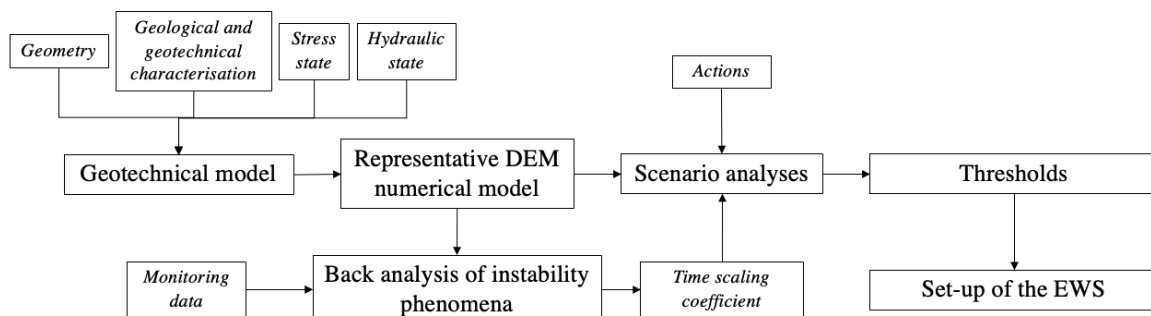 Geometry
Geological and
geotechnical
characterisation
Stress
state
Hydraulic
state
Actions
Geotechnical model
Representative DEM
numerical model
Scenario analyses
Thresholds
Monitoring
data
Back analysis of instability
phenomena
Time scaling
coefficient
Set-up of the EWS